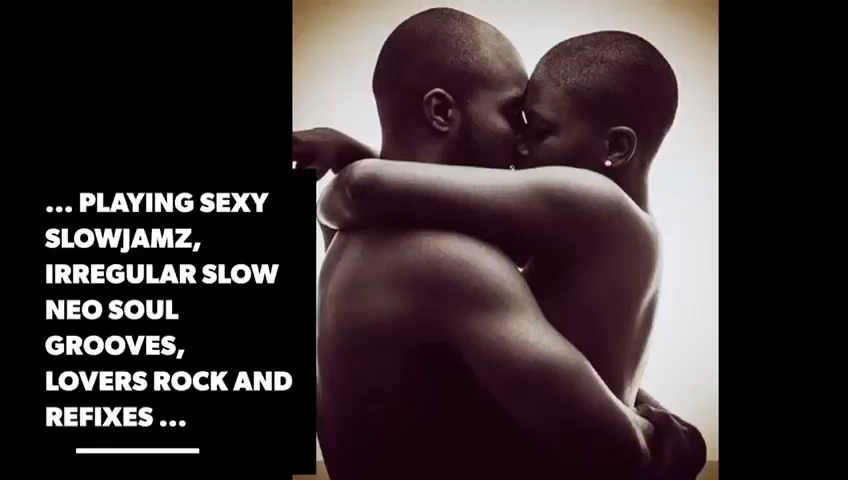 ... PLAYING SEXY
SLOWJAMZ,
IRREGULAR SLOW
NEO SOUL
GROOVES,
LOVERS ROCK AND
REFIXES ...